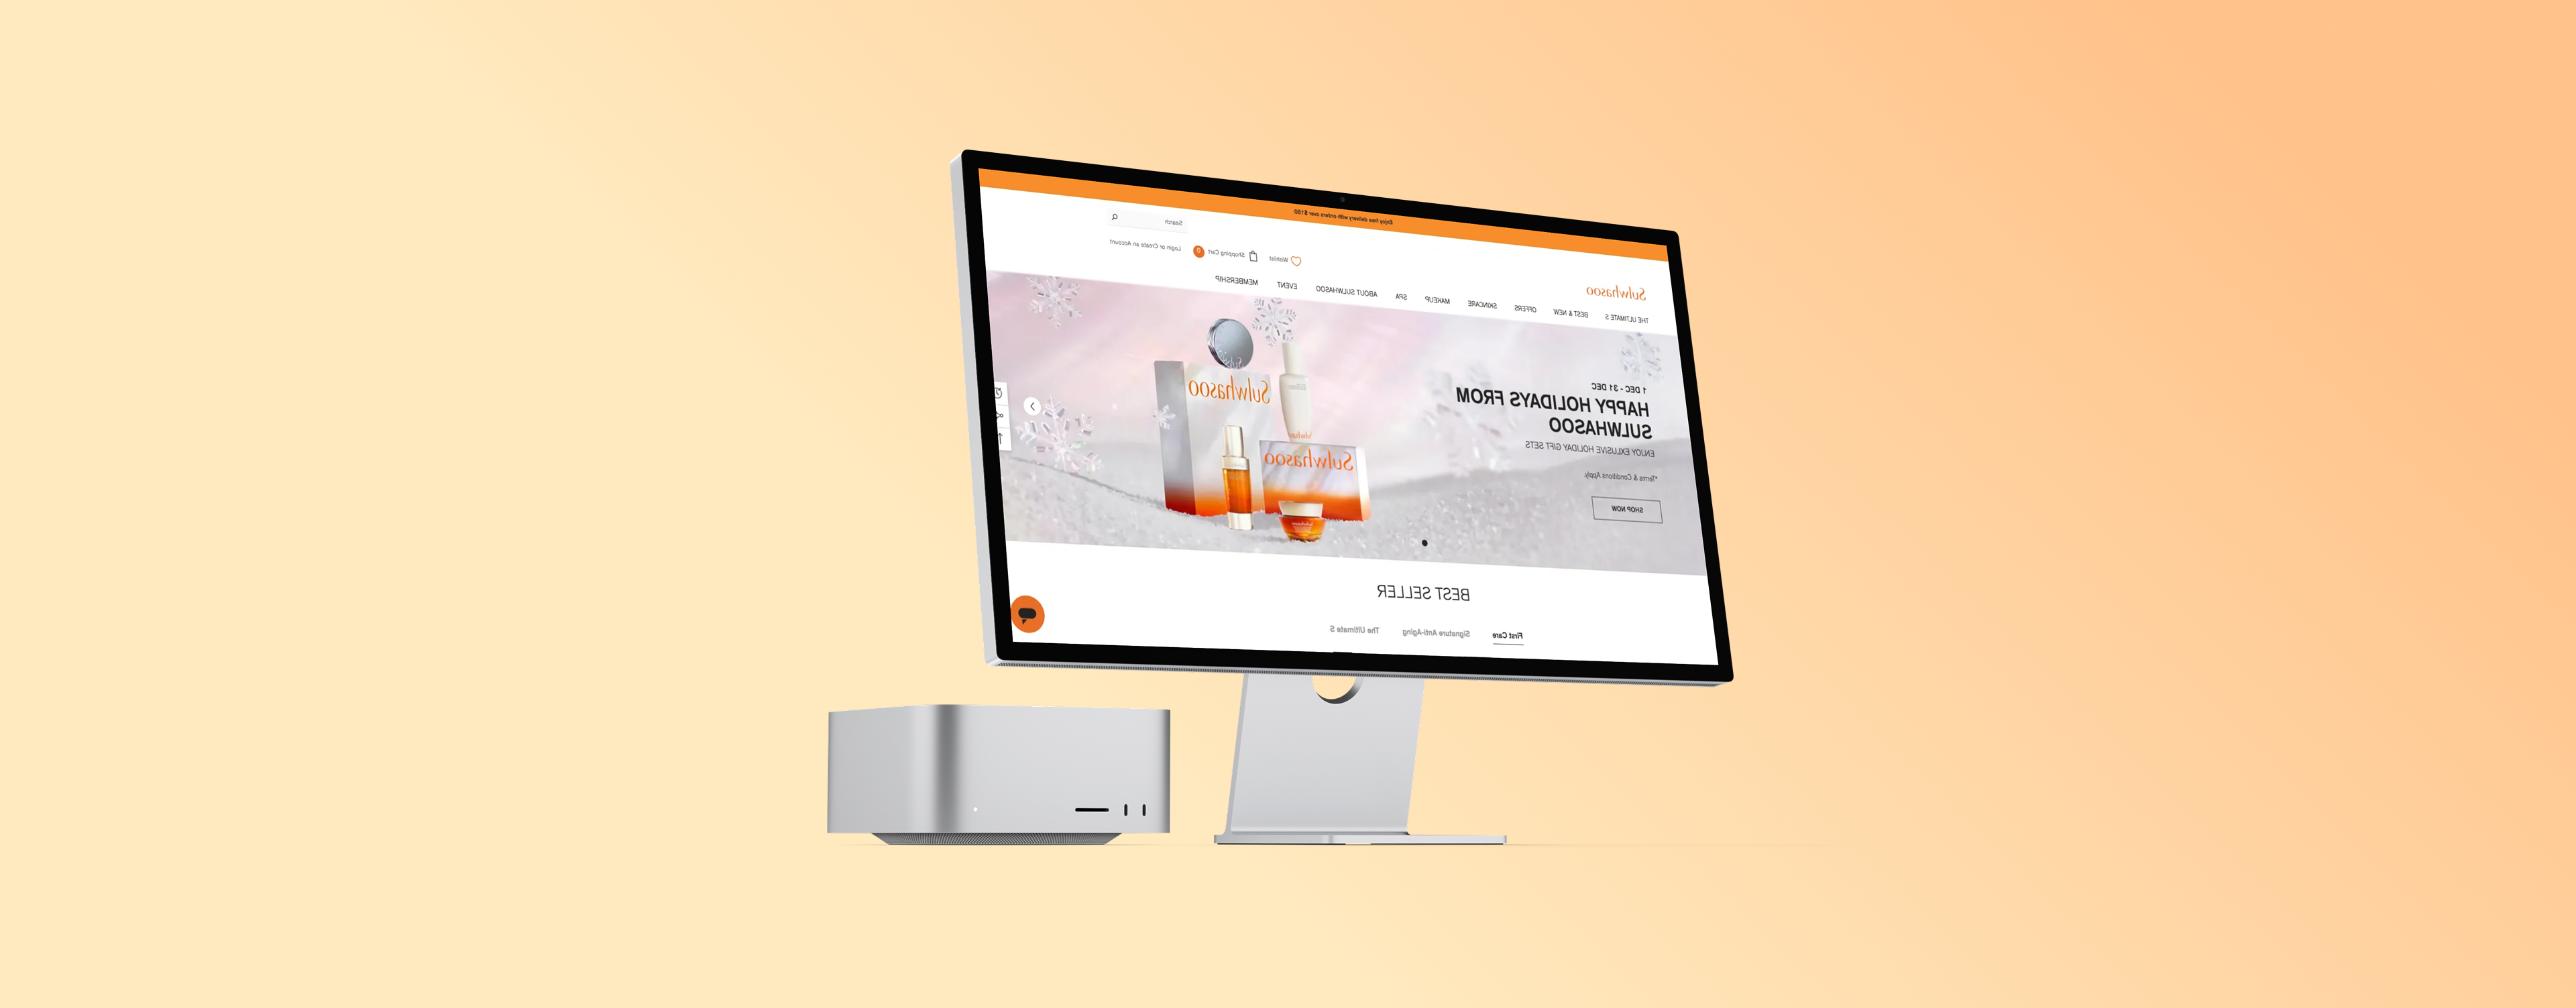 Enjoy free delivery with orders over $150
Search
Wishlist Shopping Cart 0 Login or Create an Account
Sulwhasoo
THE ULTIMATE S BEST & NEW OFFERS SKINCARE MAKEUP SPA ABOUT SULWHASOO EVENT MEMBERSHIP
1 DEC - 31 DEC
HAPPY HOLIDAYS FROM
SULWHASOO
ENJOY EXLUSIVE HOLIDAY GIFT SETS
*Terms & Conditions Apply
SHOP NOW
Sulwhasoo
Sulwhasoo
BEST SELLER
First Care Signature Anti-Aging The Ultimate S